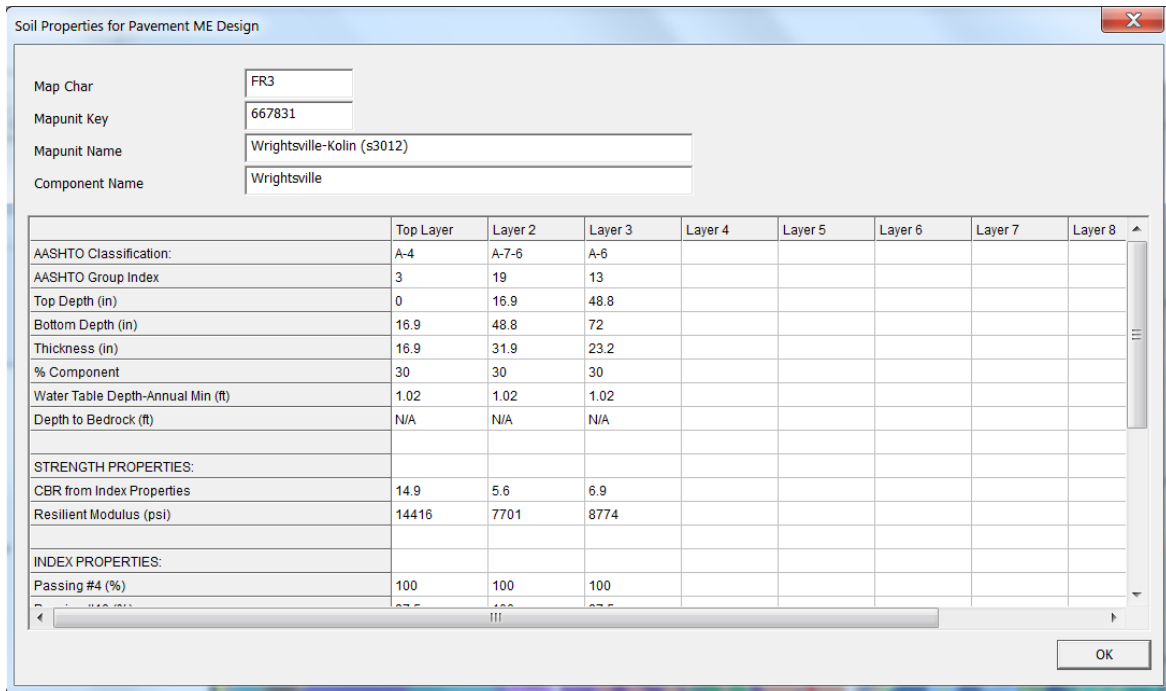 Soil Properties for Pavement ME Design
Map Char FR3
Mapunit Key 667831
Mapunit Name Wrightsville-Kolin (s3012)
Component Name Wrightsville
Top Layer Layer 2 Layer 3 Layer 4 Layer 5 Layer 6 Layer 7 Layer 8
AASHTO Classification: A-4 A-7-6 A-6
AASHTO Group Index 3 19 13
Top Depth (in) 0 16.9 48.8
Bottom Depth (in) 16.9 48.8 72
Thickness (in) 16.9 31.9 23.2
% Component 30 30 30
Water Table Depth-Annual Min (ft) 1.02 1.02 1.02
Depth to Bedrock (ft) N/A N/A N/A
STRENGTH PROPERTIES:
CBR from Index Properties 14.9 5.6 6.9
Resilient Modulus (psi) 14416 7701 8774
INDEX PROPERTIES:
Passing #4 (%) 100 100 100
OK